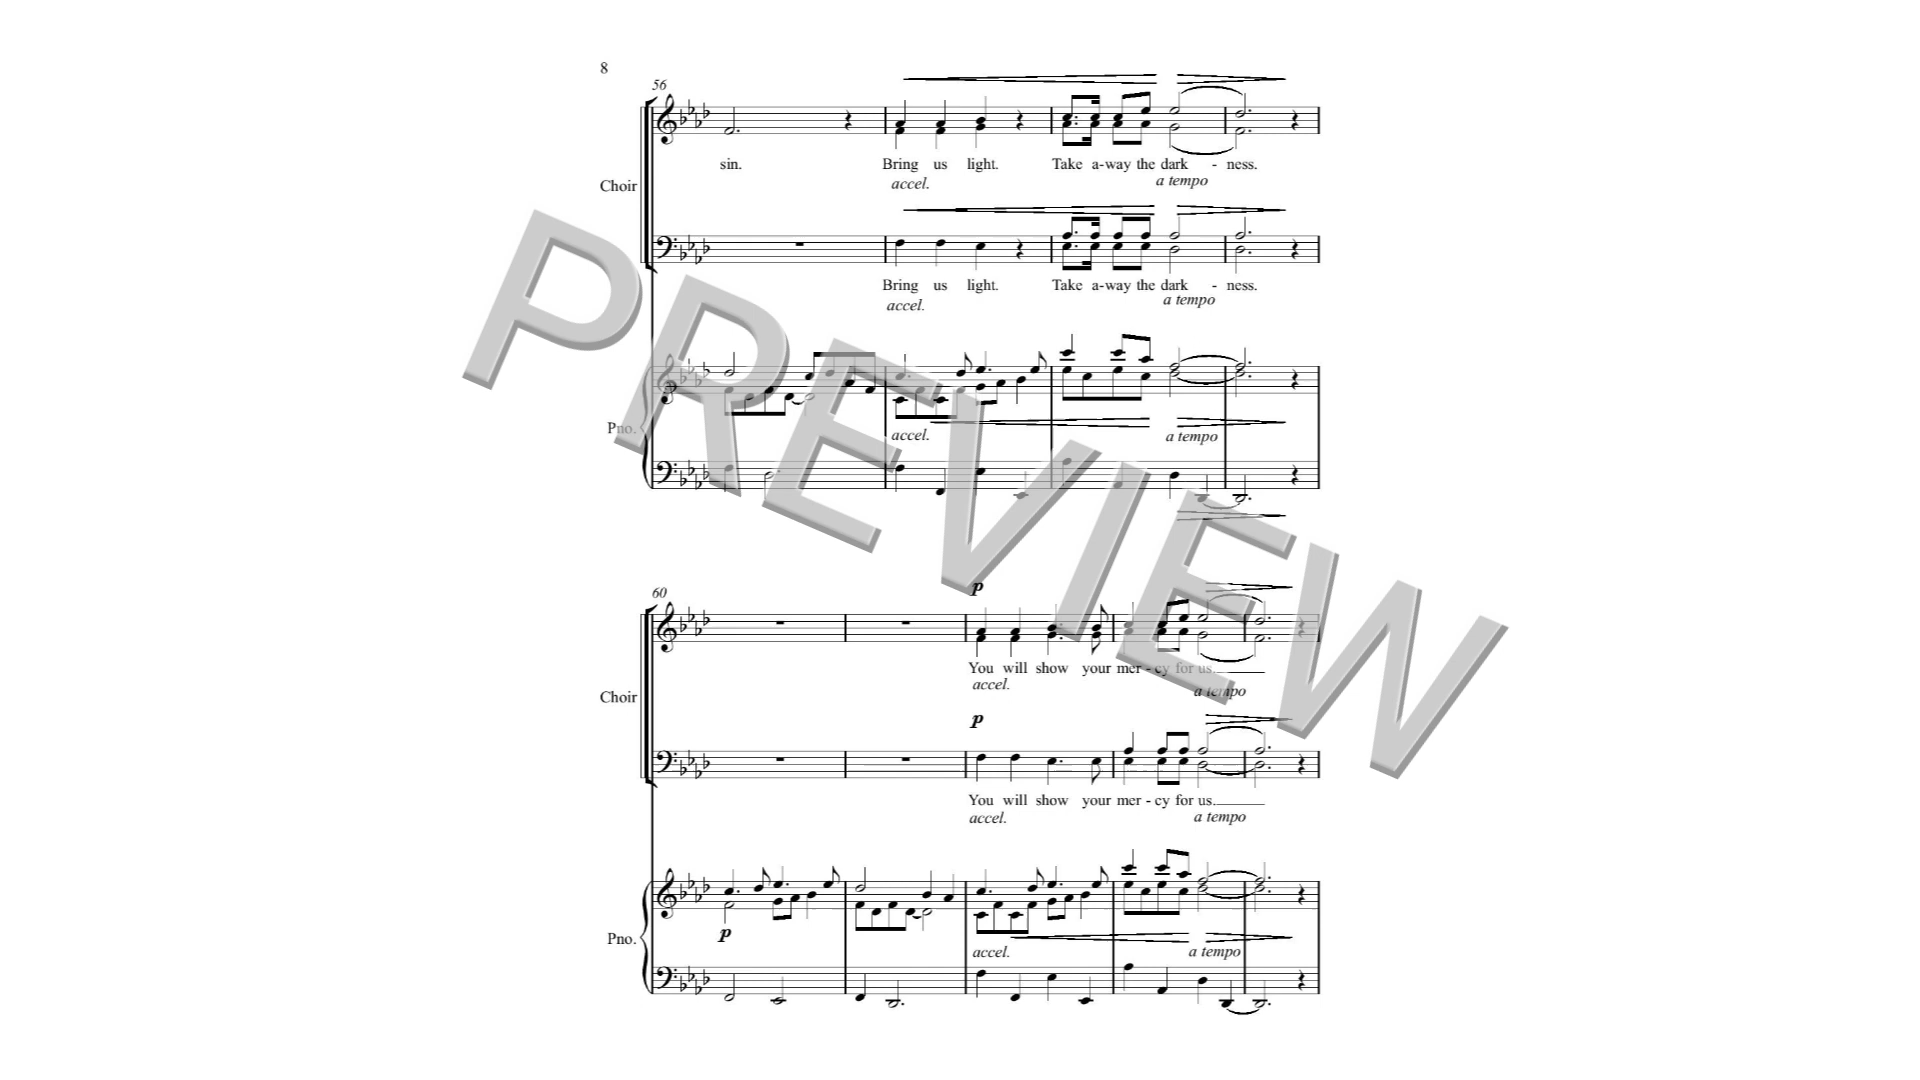 8
56
sin. Bring us light. Take a-way the dark - ness.
accel. a tempo
Choir
Bring us light. Take a-way the dark - ness.
accel. a tempo
Pno.
accel. a tempo
PREVIEW
60
p
You will show your mer - cy for us.
accel. a tempo
Choir
p
You will show your mer - cy for us.
accel. a tempo
p
Pno.
accel. a tempo